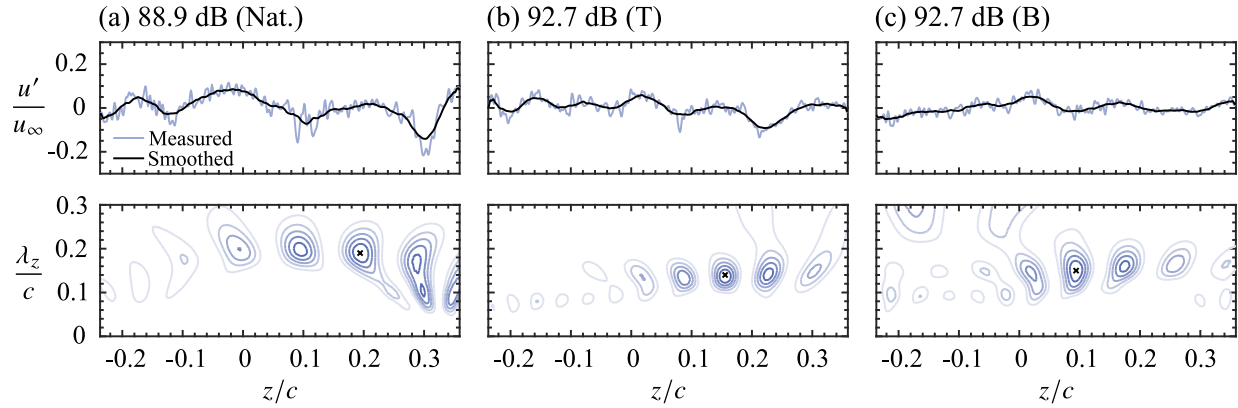 (a) 88.9 dB (Nat.)
(b) 92.7 dB (T)
(c) 92.7 dB (B)
u′
u∞
0.2
0
-0.2
Measured
Smoothed
λz
c
0.3
0.2
0.1
0
-0.2 -0.1 0 0.1 0.2 0.3
-0.2 -0.1 0 0.1 0.2 0.3
-0.2 -0.1 0 0.1 0.2 0.3
z/c
z/c
z/c